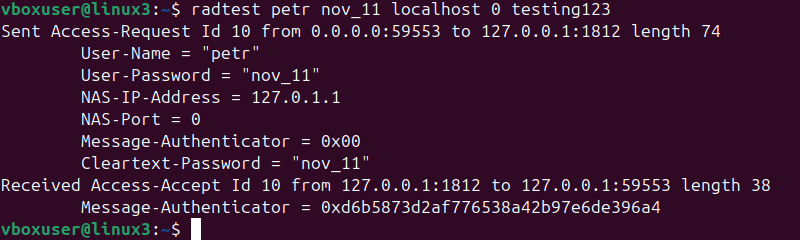 vboxuser@linux3:~$ radtest petr nov_11 localhost 0 testing123
Sent Access-Request Id 10 from 0.0.0.0:59553 to 127.0.0.1:1812 length 74
User-Name = "petr"
User-Password = "nov_11"
NAS-IP-Address = 127.0.1.1
NAS-Port = 0
Message-Authenticator = 0x00
Cleartext-Password = "nov_11"
Received Access-Accept Id 10 from 127.0.0.1:1812 to 127.0.0.1:59553 length 38
Message-Authenticator = 0xd6b5873d2af776538a42b97e6de396a4
vboxuser@linux3:~$